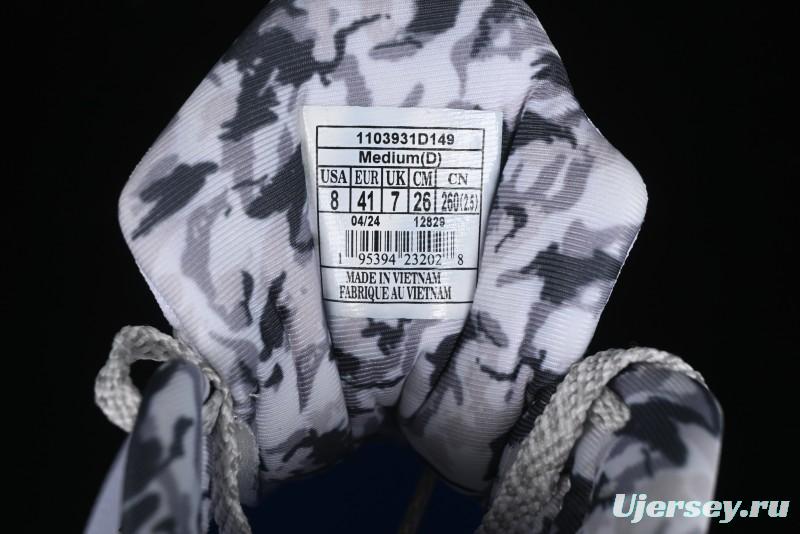 1103931D149
Medium(D)
USA EUR UK CM CN
8 41 7 26 260(2.5)
04/24 12829
1 95394 23202 8
MADE IN VIETNAM
FABRIQUE AU VIETNAM
Ujersey.ru